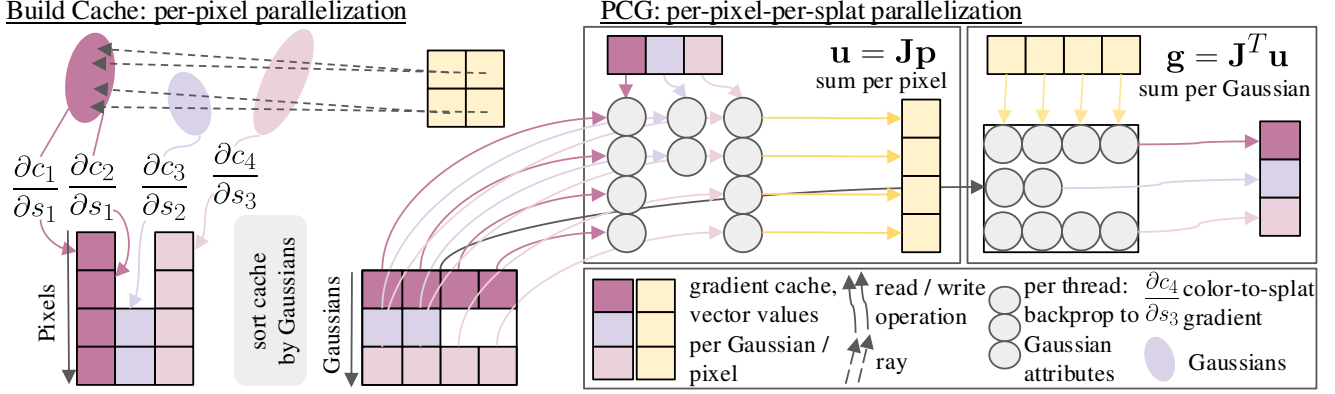 Build Cache: per-pixel parallelization
∂c₁/∂s₁ ∂c₂/∂s₁ ∂c₃/∂s₂ ∂c₄/∂s₃
Pixels
sort cache
by Gaussians
Gaussians
PCG: per-pixel-per-splat parallelization
u = Jp
sum per pixel
g = Jᵀu
sum per Gaussian
gradient cache,
vector values
per Gaussian /
pixel
read / write
operation
ray
per thread:
backprop to
Gaussian
attributes
∂c₄/∂s₃ color-to-splat
gradient
Gaussians